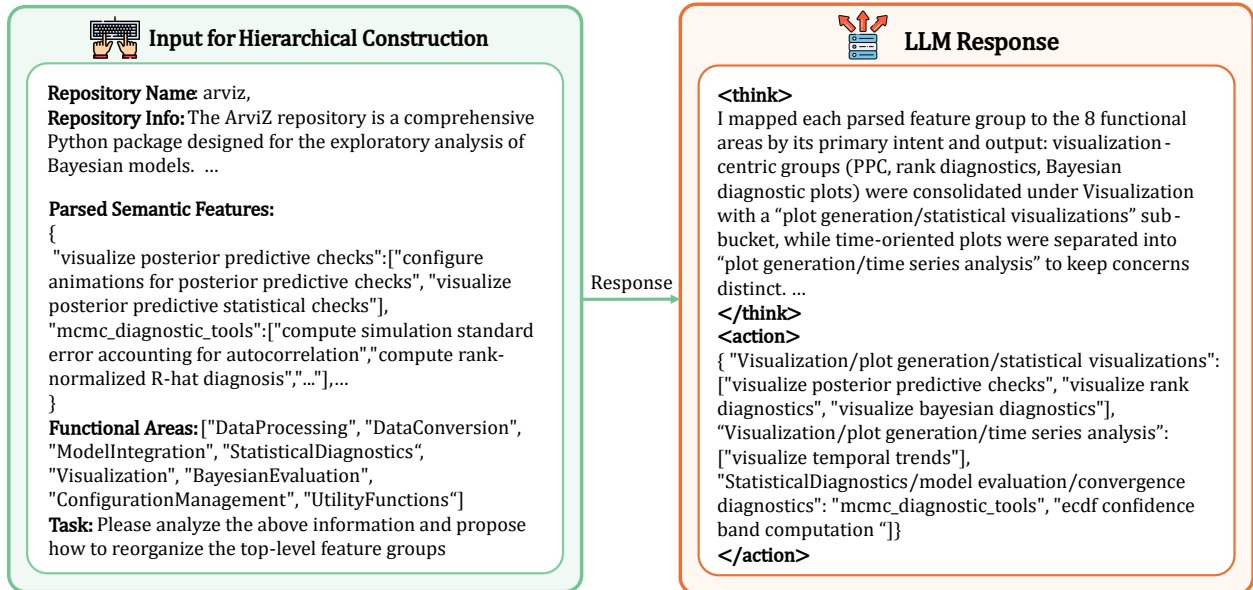 Input for Hierarchical Construction
Repository Name: arviz,
Repository Info: The ArviZ repository is a comprehensive
Python package designed for the exploratory analysis of
Bayesian models. ...
Parsed Semantic Features:
{
"visualize posterior predictive checks":["configure
animations for posterior predictive checks", "visualize
posterior predictive statistical checks"],
"mcmc_diagnostic_tools":["compute simulation standard
error accounting for autocorrelation","compute rank-
normalized R-hat diagnosis","..."],...
}
Functional Areas: ["DataProcessing", "DataConversion",
"ModelIntegration", "StatisticalDiagnostics“,
"Visualization", "BayesianEvaluation",
"ConfigurationManagement", "UtilityFunctions“]
Task: Please analyze the above information and propose
how to reorganize the top-level feature groups
Response
LLM Response
<think>
I mapped each parsed feature group to the 8 functional
areas by its primary intent and output: visualization-
centric groups (PPC, rank diagnostics, Bayesian
diagnostic plots) were consolidated under Visualization
with a “plot generation/statistical visualizations” sub-
bucket, while time-oriented plots were separated into
“plot generation/time series analysis” to keep concerns
distinct. ...
</think>
<action>
{ "Visualization/plot generation/statistical visualizations":
["visualize posterior predictive checks", "visualize rank
diagnostics", "visualize bayesian diagnostics"],
“Visualization/plot generation/time series analysis”:
["visualize temporal trends"],
"StatisticalDiagnostics/model evaluation/convergence
diagnostics": "mcmc_diagnostic_tools", "ecdf confidence
band computation “]}
</action>